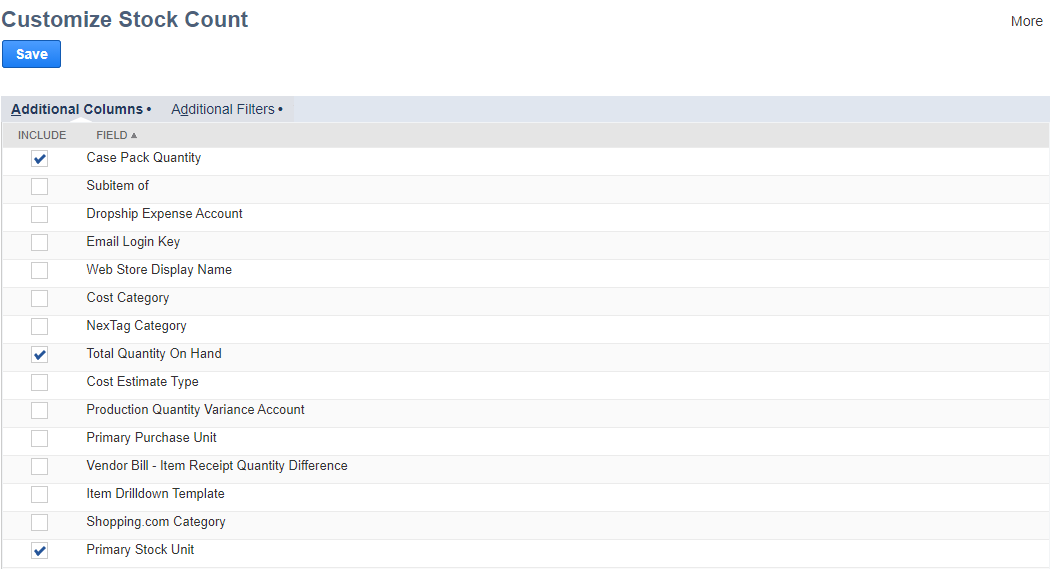 Customize Stock Count
More
Save
Additional Columns •
Additional Filters •
INCLUDE
FIELD ▲
Case Pack Quantity
Subitem of
Dropship Expense Account
Email Login Key
Web Store Display Name
Cost Category
NexTag Category
Total Quantity On Hand
Cost Estimate Type
Production Quantity Variance Account
Primary Purchase Unit
Vendor Bill - Item Receipt Quantity Difference
Item Drilldown Template
Shopping.com Category
Primary Stock Unit